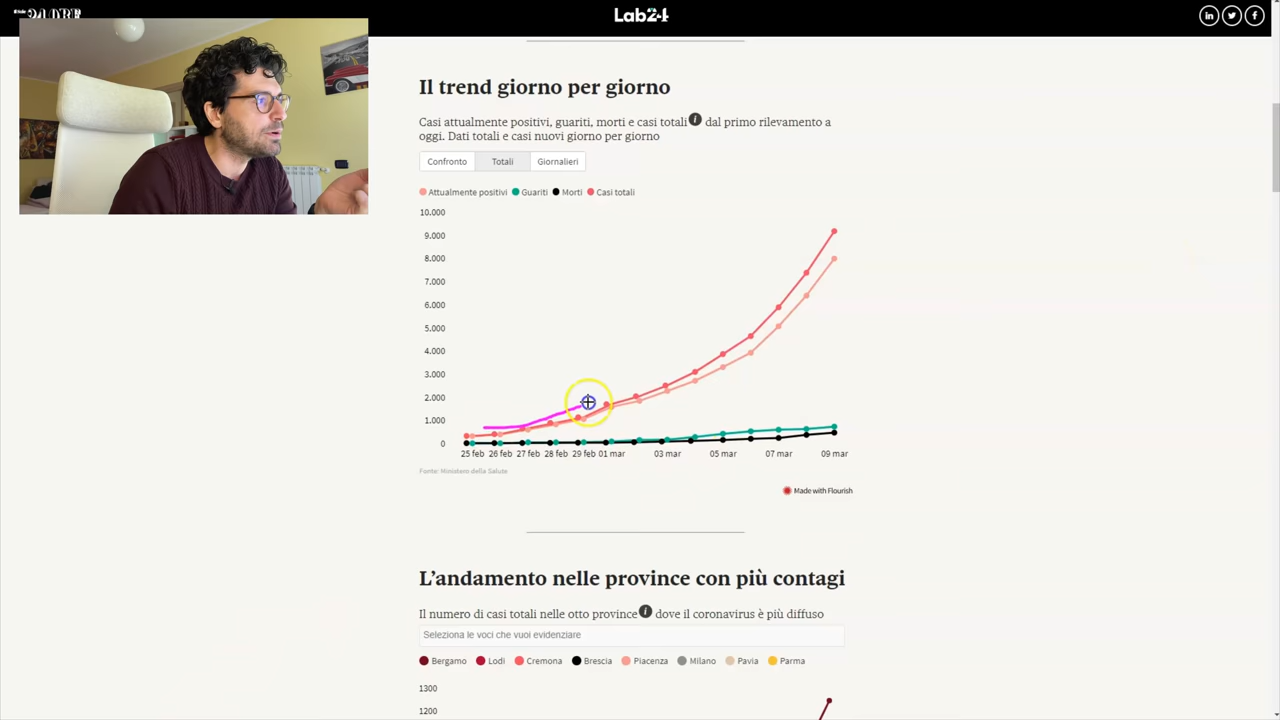 24 ORE
Lab24
Il trend giorno per giorno
Casi attualmente positivi, guariti, morti e casi totali i dal primo rilevamento a
oggi. Dati totali e casi nuovi giorno per giorno
Confronto Totali Giornalieri
Attualmente positivi Guariti Morti Casi totali
10.000
9.000
8.000
7.000
6.000
5.000
4.000
3.000
2.000
1.000
0
25 feb 26 feb 27 feb 28 feb 29 feb 01 mar 03 mar 05 mar 07 mar 09 mar
Fonte: Ministero della Salute
Made with Flourish
L'andamento nelle province con più contagi
Il numero di casi totali nelle otto province i dove il coronavirus è più diffuso
Seleziona le voci che vuoi evidenziare
Bergamo Lodi Cremona Brescia Piacenza Milano Pavia Parma
1300
1200